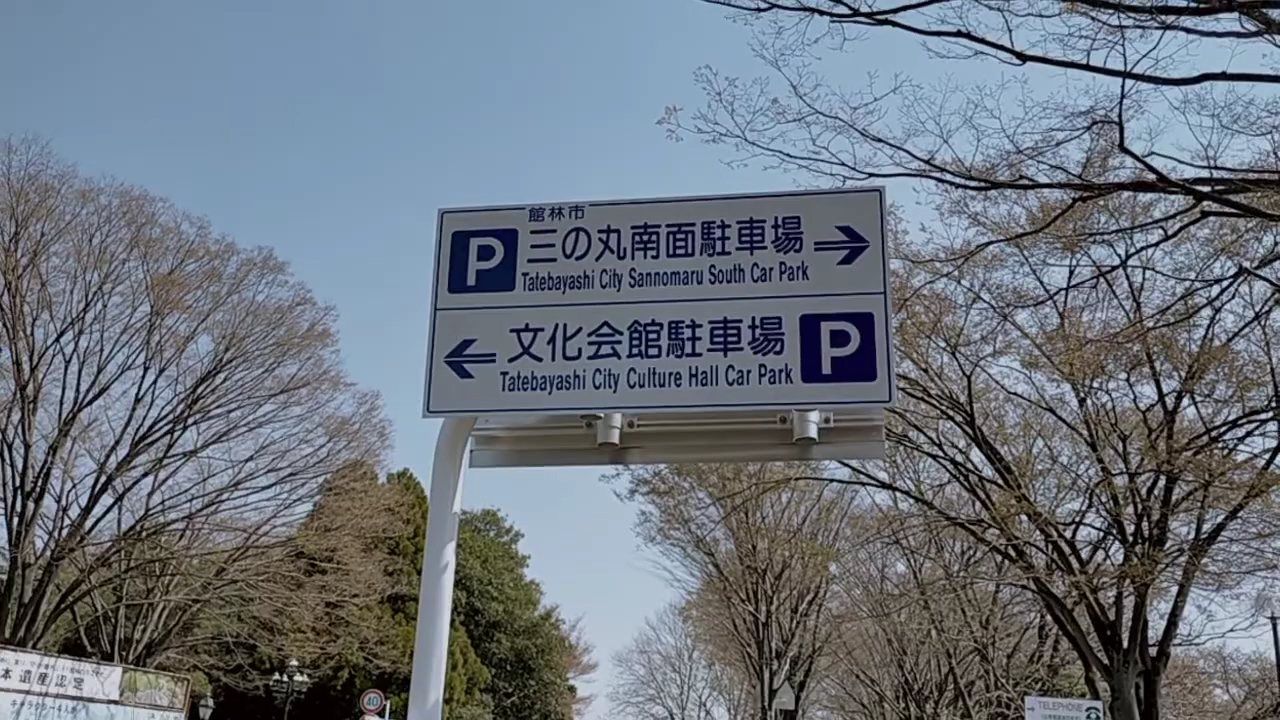 館林市
P 三の丸南面駐車場 →
Tatebayashi City Sannomaru South Car Park
← 文化会館駐車場 P
Tatebayashi City Culture Hall Car Park
本遺産認定
40
TELEPHONE